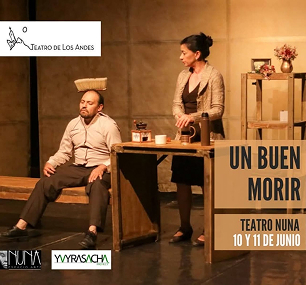 TEATRO DE LOS ANDES
UN BUEN
MORIR
TEATRO NUNA
10 Y 11 DE JUNIO
NUNA
YVYRASACHA